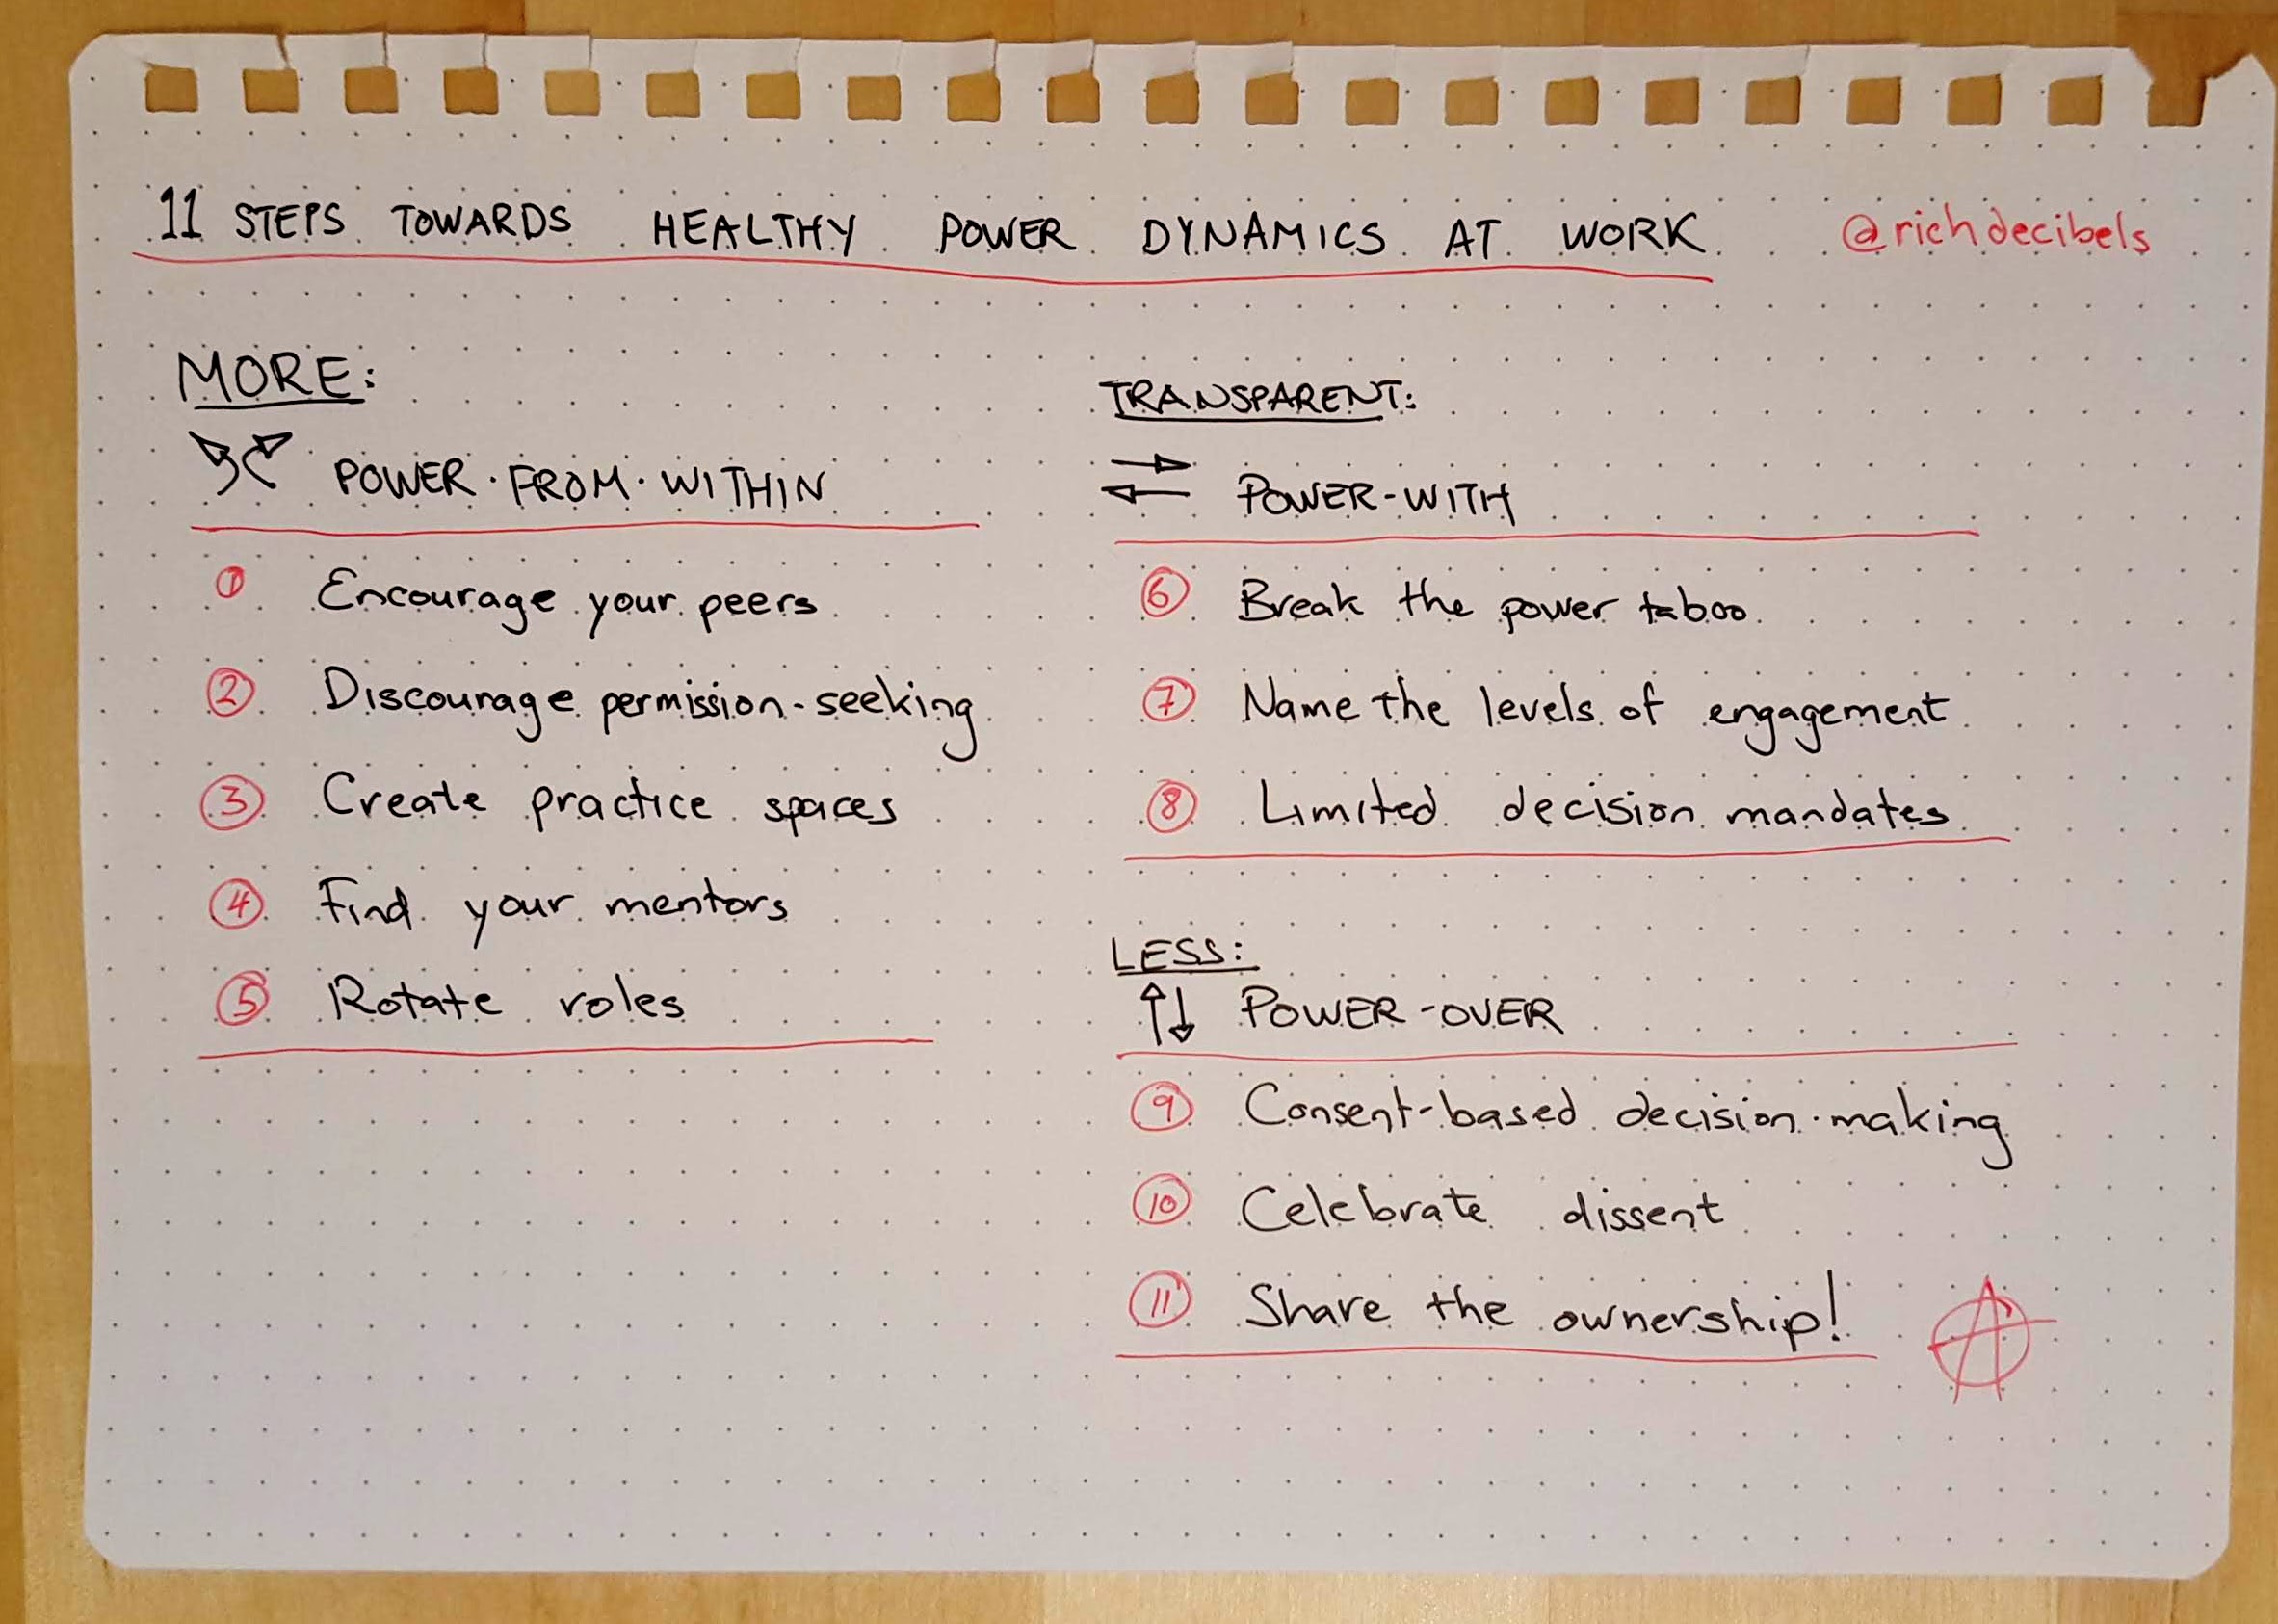 11 STEPS TOWARDS HEALTHY POWER DYNAMICS AT WORK
@richdecibels
MORE:
POWER-FROM-WITHIN
1 Encourage your peers
2 Discourage permission-seeking
3 Create practice spaces
4 Find your mentors
5 Rotate roles
TRANSPARENT:
POWER-WITH
6 Break the power taboo
7 Name the levels of engagement
8 Limited decision mandates
LESS:
POWER-OVER
9 Consent-based decision-making
10 Celebrate dissent
11 Share the ownership!
A